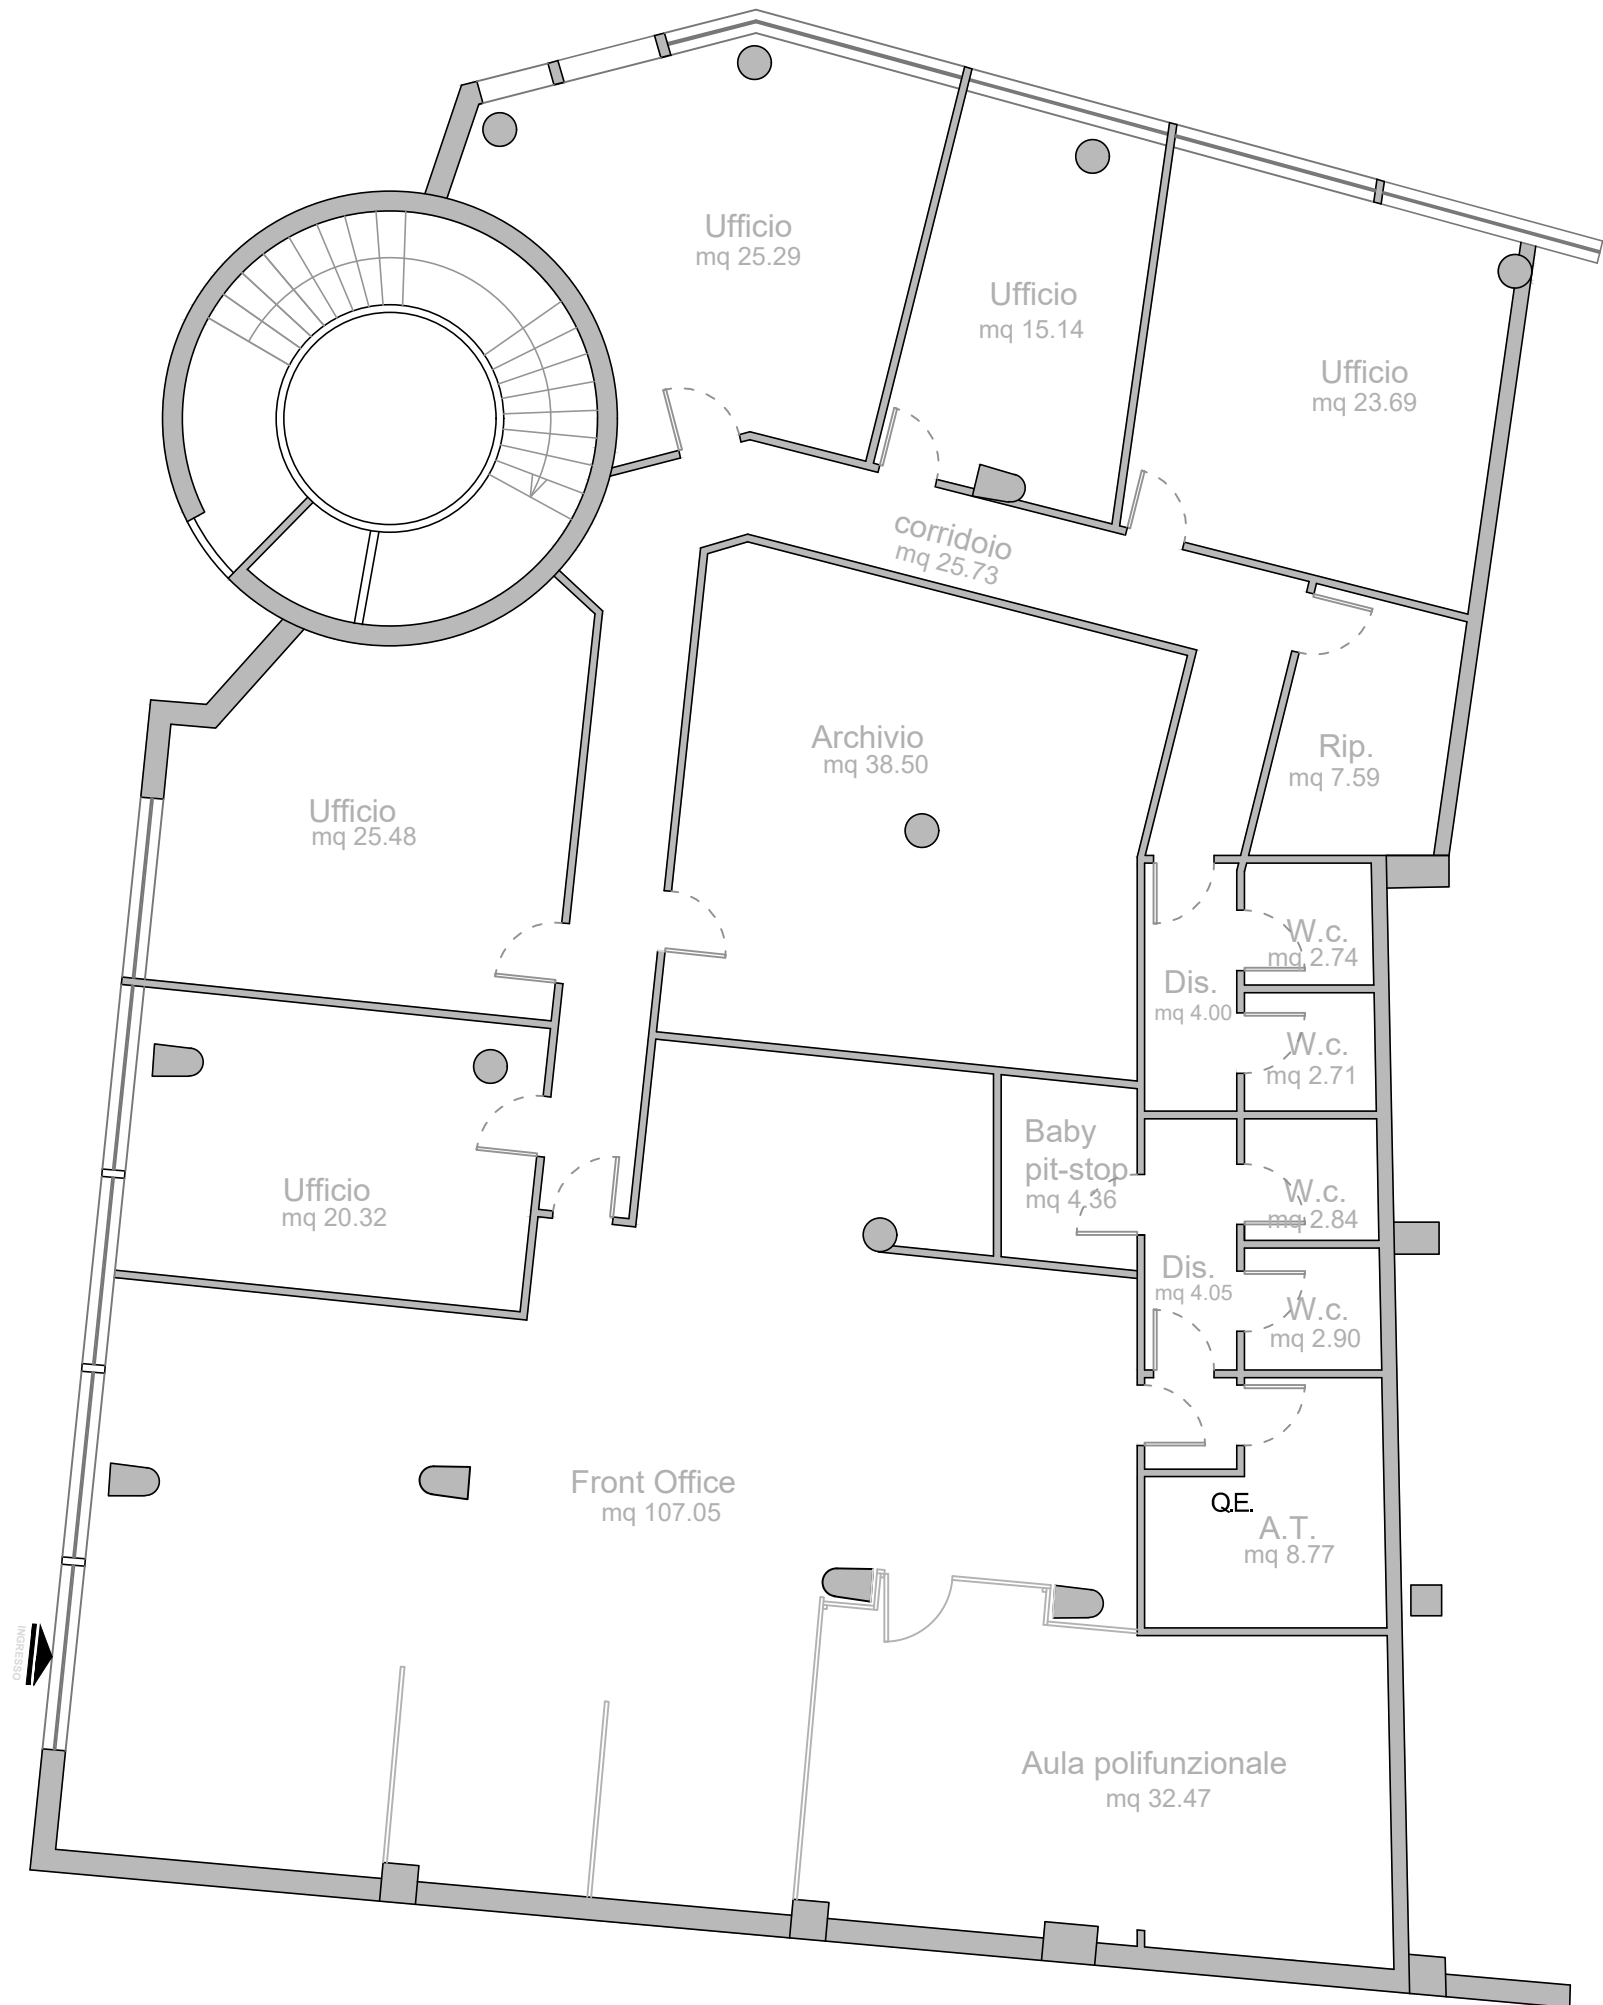 Ufficio
mq 25.29
Ufficio
mq 15.14
Ufficio
mq 23.69
corridoio
mq 25.73
Archivio
mq 38.50
Rip.
mq 7.59
Ufficio
mq 25.48
W.c.
mq 2.74
Dis.
mq 4.00
W.c.
mq 2.71
Baby
pit-stop
mq 4.36
Ufficio
mq 20.32
W.c.
mq 2.84
Dis.
mq 4.05
W.c.
mq 2.90
Front Office
mq 107.05
Q.E.
A.T.
mq 8.77
INGRESSO
Aula polifunzionale
mq 32.47